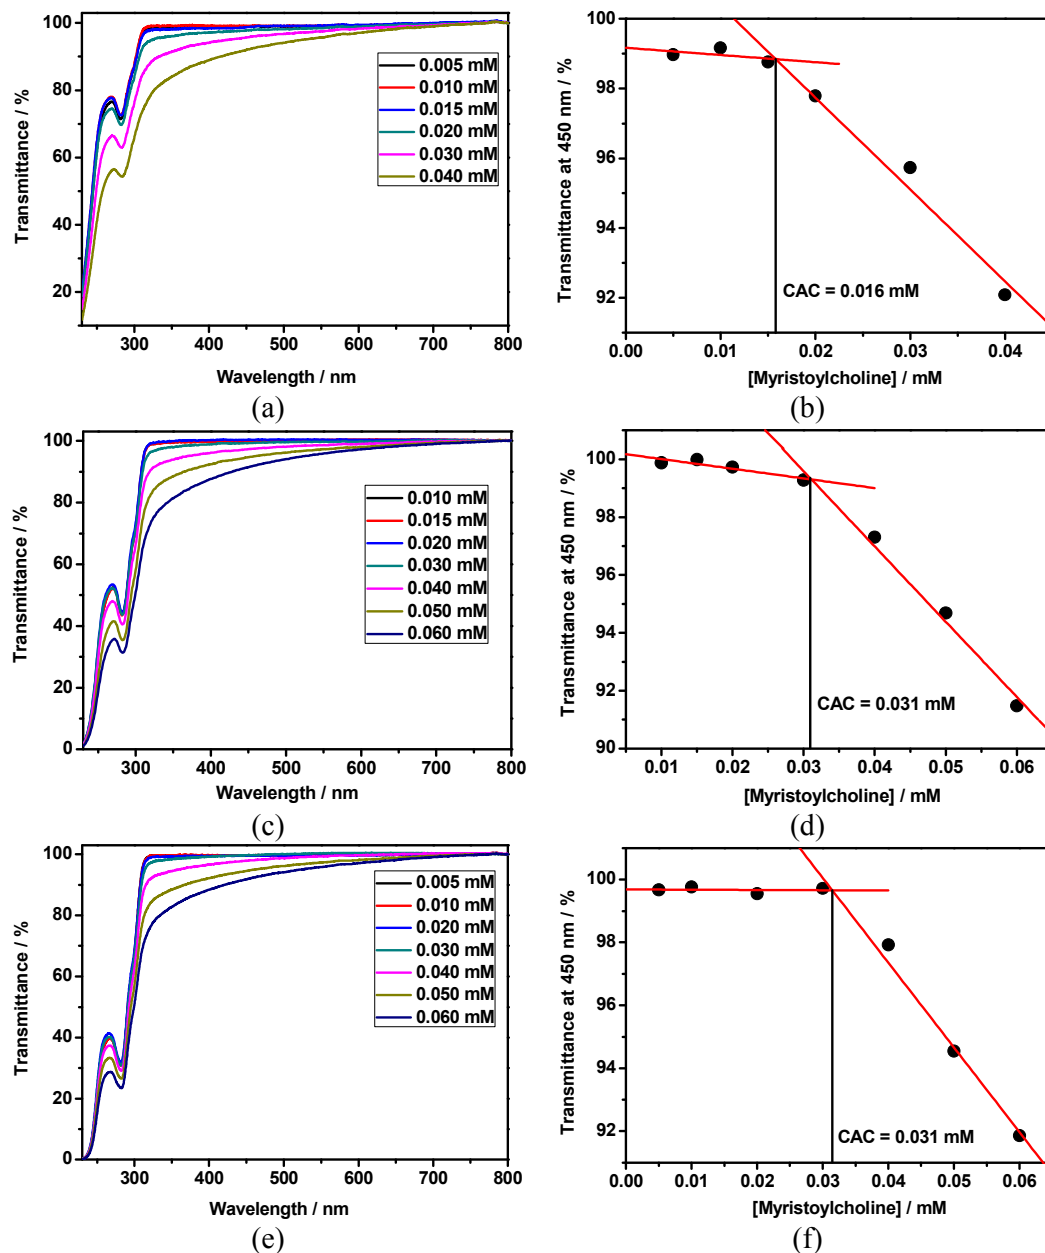 100
80
60
40
20
300 400 500 600 700 800
Transmittance / %
Wavelength / nm
0.005 mM
0.010 mM
0.015 mM
0.020 mM
0.030 mM
0.040 mM
(a)
100
98
96
94
92
0.00 0.01 0.02 0.03 0.04
Transmittance at 450 nm / %
CAC = 0.016 mM
[Myristoylcholine] / mM
(b)
100
80
60
40
20
0
300 400 500 600 700 800
Transmittance / %
Wavelength / nm
0.010 mM
0.015 mM
0.020 mM
0.030 mM
0.040 mM
0.050 mM
0.060 mM
(c)
100
98
96
94
92
90
0.01 0.02 0.03 0.04 0.05 0.06
Transmittance at 450 nm / %
CAC = 0.031 mM
[Myristoylcholine] / mM
(d)
100
80
60
40
20
0
300 400 500 600 700 800
Transmittance / %
Wavelength / nm
0.005 mM
0.010 mM
0.020 mM
0.030 mM
0.040 mM
0.050 mM
0.060 mM
(e)
100
98
96
94
92
0.00 0.01 0.02 0.03 0.04 0.05 0.06
Transmittance at 450 nm / %
CAC = 0.031 mM
[Myristoylcholine] / mM
(f)